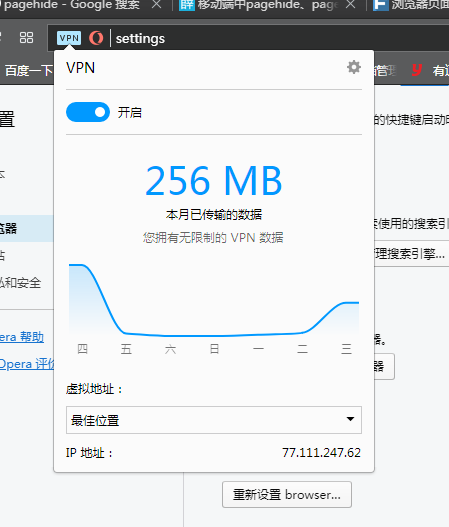 pagehide - Google 搜索
移动端中pagehide、page
浏览器页面
VPN
settings
百度一下
VPN
开启
256 MB
本月已传输的数据
您拥有无限制的 VPN 数据
四 五 六 日 一 二 三
虚拟地址：
最佳位置
IP 地址：
77.111.247.62
置
本
览器
站
私和安全
era 帮助
Opera 评价
有道
的快捷键启动
使用的搜索引
管理搜索引擎...
器。
器
重新设置 browser...